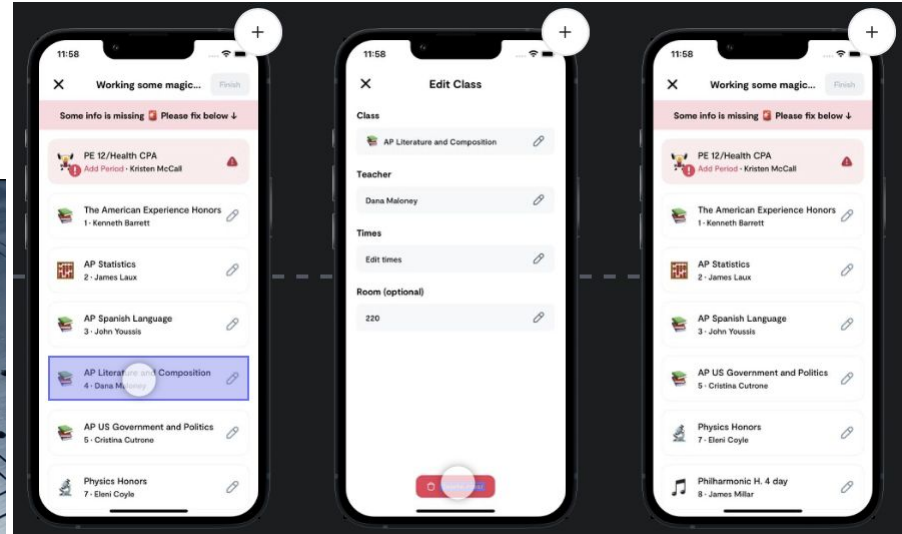 11:58
Working some magic...
Finish
Some info is missing 🚨 Please fix below ↓
PE 12/Health CPA
Add Period · Kristen McCall
The American Experience Honors
1 · Kenneth Barrett
AP Statistics
2 · James Laux
AP Spanish Language
3 · John Youssis
AP Literature and Composition
4 · Dana Maloney
AP US Government and Politics
5 · Cristina Cutrone
Physics Honors
7 · Eleni Coyle
11:58
Edit Class
Class
AP Literature and Composition
Teacher
Dana Maloney
Times
Edit times
Room (optional)
220
11:58
Working some magic...
Finish
Some info is missing 🚨 Please fix below ↓
PE 12/Health CPA
Add Period · Kristen McCall
The American Experience Honors
1 · Kenneth Barrett
AP Statistics
2 · James Laux
AP Spanish Language
3 · John Youssis
AP US Government and Politics
5 · Cristina Cutrone
Physics Honors
7 · Eleni Coyle
Philharmonic H. 4 day
8 · James Millar